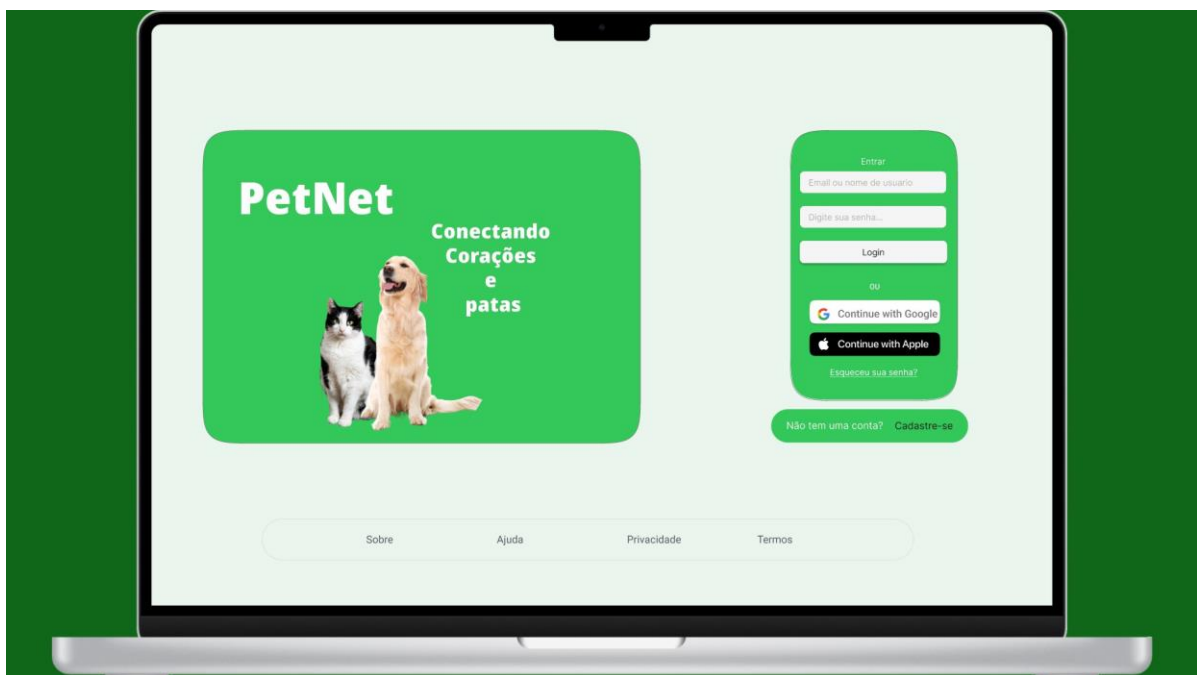 PetNet
Conectando
Corações
e
patas
Entrar
Email ou nome de usuario
Digite sua senha...
Login
ou
Continue with Google
Continue with Apple
Esqueceu sua senha?
Não tem uma conta? Cadastre-se
Sobre Ajuda Privacidade Termos